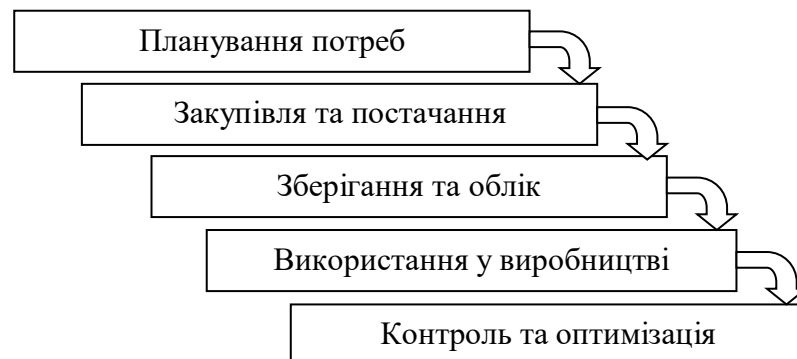 Планування потреб
Закупівля та постачання
Зберігання та облік
Використання у виробництві
Контроль та оптимізація